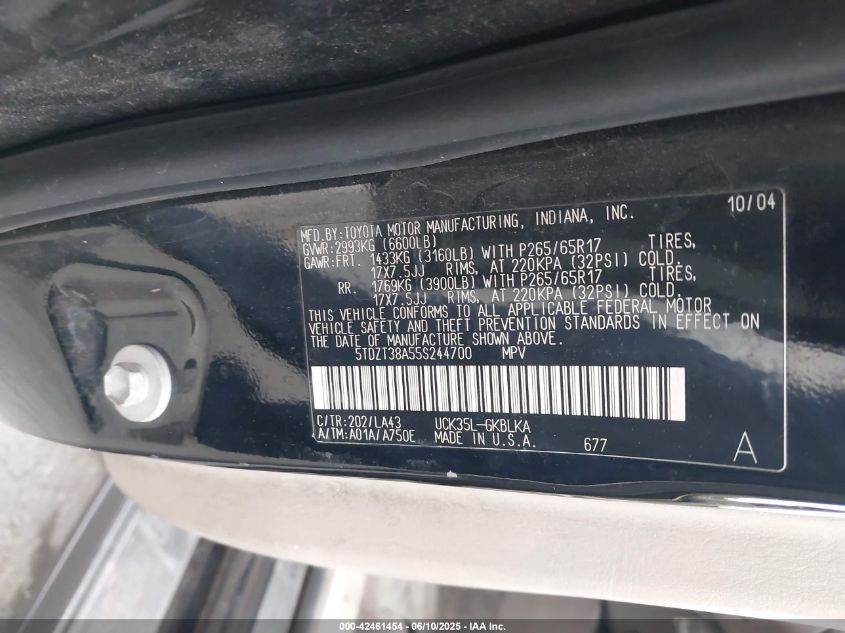 10/04
MFD.BY:TOYOTA MOTOR MANUFACTURING, INDIANA, INC.
GVWR:2993KG (6600LB)
GAWR:FRT. 1433KG (3160LB) WITH P265/65R17 TIRES,
17X7.5JJ RIMS, AT 220KPA (32PSI) COLD.
RR. 1769KG (3900LB) WITH P265/65R17 TIRES,
17X7.5JJ RIMS, AT 220KPA (32PSI) COLD.
THIS VEHICLE CONFORMS TO ALL APPLICABLE FEDERAL MOTOR
VEHICLE SAFETY AND THEFT PREVENTION STANDARDS IN EFFECT ON
THE DATE OF MANUFACTURE SHOWN ABOVE.
5TDZT38A55S244700 MPV
C/TR:202/LA43 UCK35L-GKBLKA
A/TM:A01A/A750E MADE IN U.S.A. 677 A
000-42461454 - 06/10/2025 - IAA Inc.